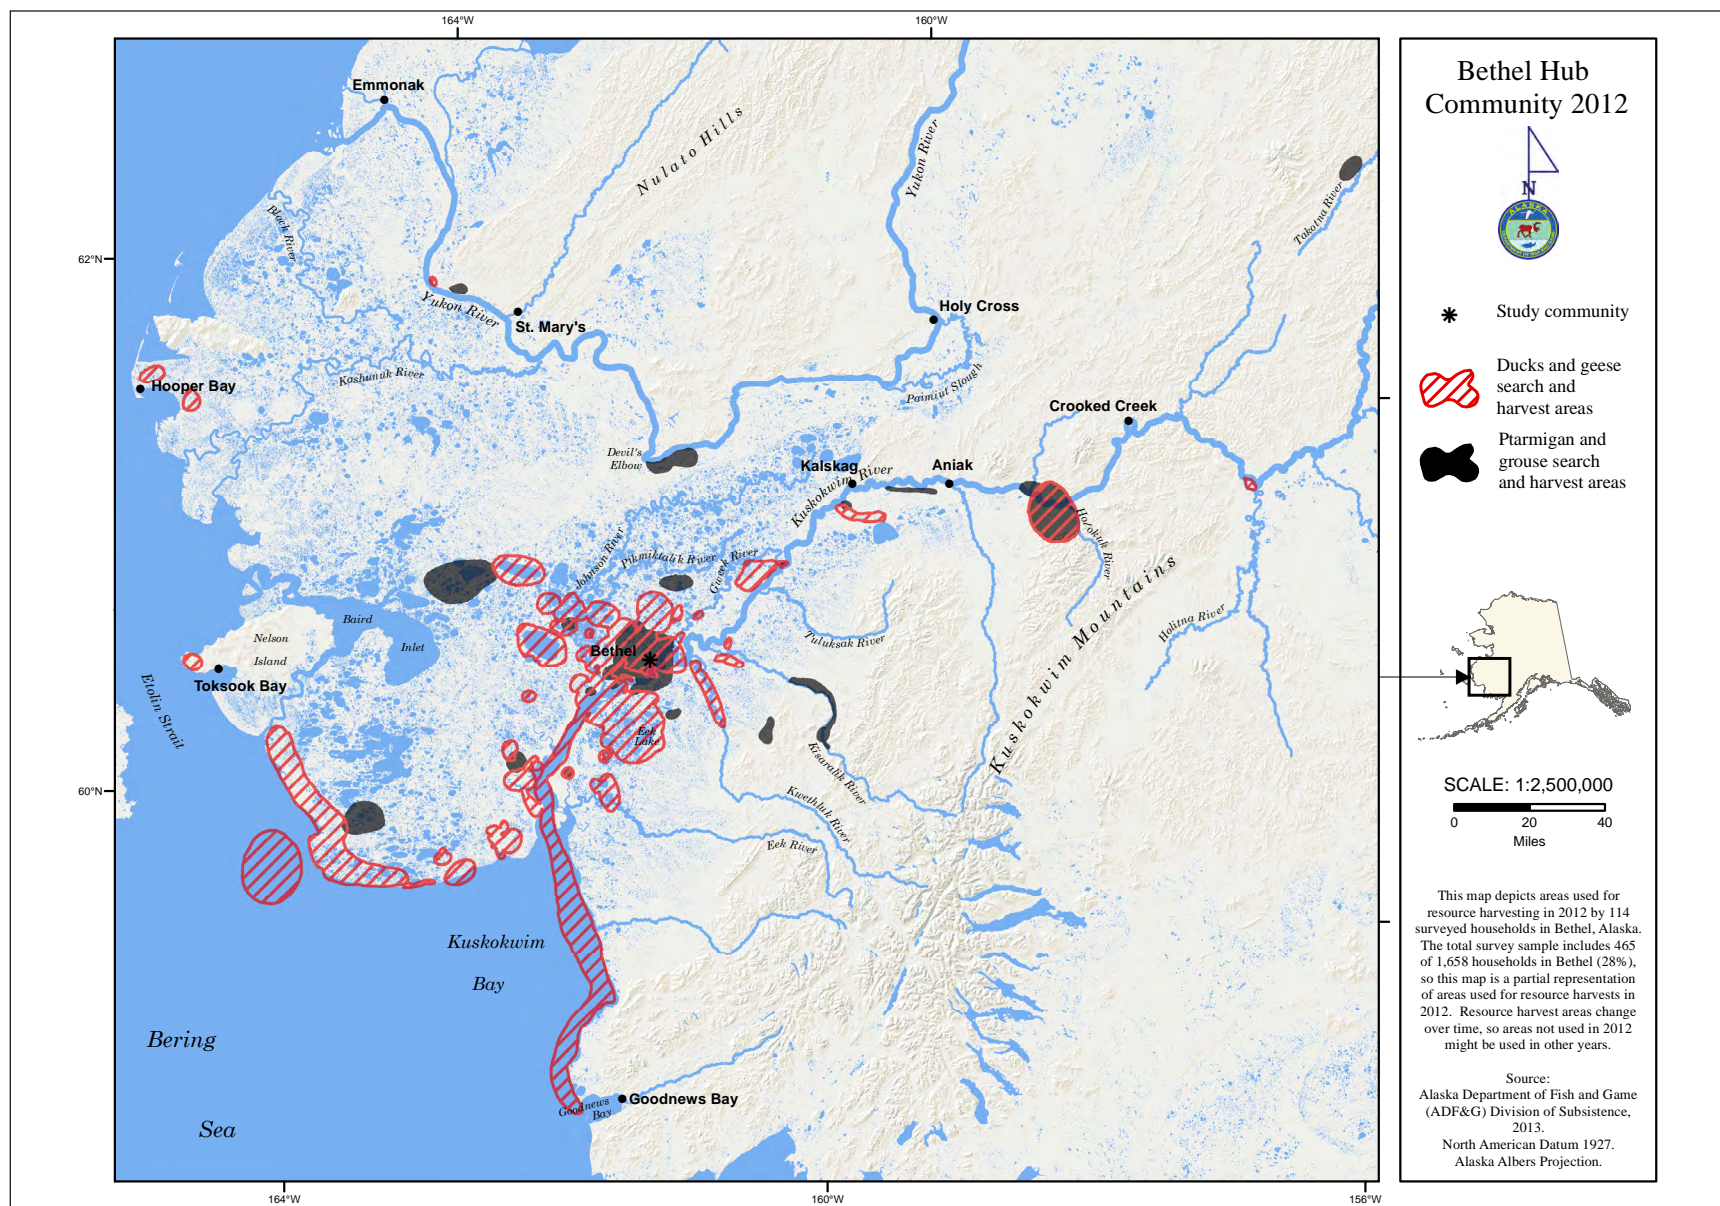 164°W
160°W
Emmonak
Nulato Hills
Yukon River
Takotna River
Black River
62°N
Yukon River
St. Mary's
Holy Cross
Hooper Bay
Kashunuk River
Paimiut Slough
Crooked Creek
Devil's
Elbow
Kalskag
Aniak
Kuskokwim River
Holokuk River
Johnson River
Pikmiktalik River
Gweek River
Baird
Inlet
Nelson
Island
Bethel
Tuluksak River
Holitna River
Toksook Bay
Etolin Strait
Kuskokwim Mountains
Eek
Lake
Kisaralik River
60°N
Kwethluk River
Eek River
Kuskokwim
Bay
Bering
Sea
Goodnews
Bay
Goodnews Bay
164°W
160°W
156°W
Bethel Hub
Community 2012
N
ALASKA
Study community
Ducks and geese
search and
harvest areas
Ptarmigan and
grouse search
and harvest areas
SCALE: 1:2,500,000
0 20 40
Miles
This map depicts areas used for
resource harvesting in 2012 by 114
surveyed households in Bethel, Alaska.
The total survey sample includes 465
of 1,658 households in Bethel (28%),
so this map is a partial representation
of areas used for resource harvests in
2012.  Resource harvest areas change
over time, so areas not used in 2012
might be used in other years.
Source:
Alaska Department of Fish and Game
(ADF&G) Division of Subsistence,
2013.
North American Datum 1927.
Alaska Albers Projection.